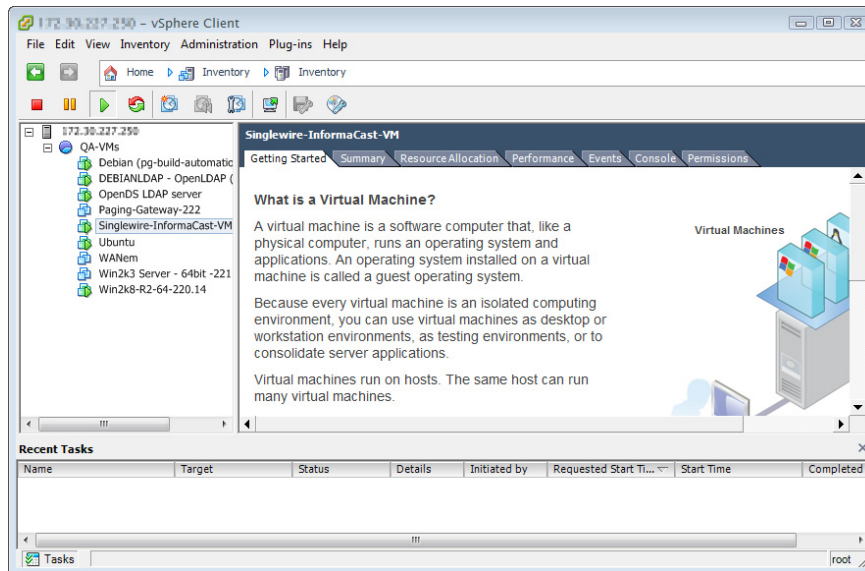 172.30.227.250 – vSphere Client
File Edit View Inventory Administration Plug-ins Help
Home Inventory Inventory
172.30.227.250
QA-VMs
Debian (pg-build-automatic
DEBIANLDAP - OpenLDAP (
OpenDS LDAP server
Paging-Gateway-222
Singlewire-InformaCast-VM
Ubuntu
WANem
Win2k3 Server - 64bit -221
Win2k8-R2-64-220.14
Singlewire-InformaCast-VM
Getting Started Summary Resource Allocation Performance Events Console Permissions
What is a Virtual Machine?
A virtual machine is a software computer that, like a
physical computer, runs an operating system and
applications. An operating system installed on a virtual
machine is called a guest operating system.
Because every virtual machine is an isolated computing
environment, you can use virtual machines as desktop or
workstation environments, as testing environments, or to
consolidate server applications.
Virtual machines run on hosts. The same host can run
many virtual machines.
Virtual Machines
Recent Tasks
Name Target Status Details Initiated by Requested Start Ti... Start Time Completed
Tasks
root